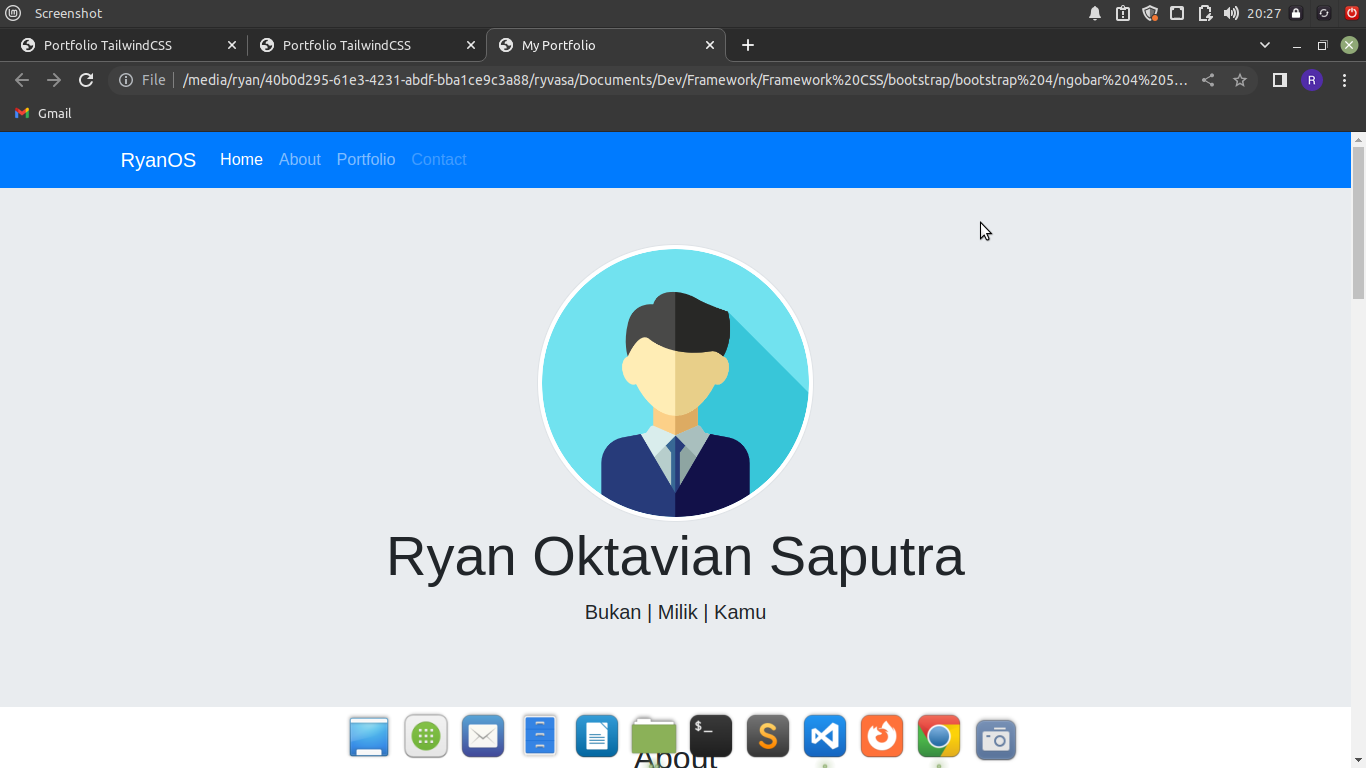 Screenshot
20:27
Portfolio TailwindCSS
Portfolio TailwindCSS
My Portfolio
File
/media/ryan/40b0d295-61e3-4231-abdf-bba1ce9c3a88/ryvasa/Documents/Dev/Framework/Framework%20CSS/bootstrap/bootstrap%204/ngobar%204%205...
R
Gmail
RyanOS
Home
About
Portfolio
Contact
Ryan Oktavian Saputra
Bukan | Milik | Kamu
About
$_
S